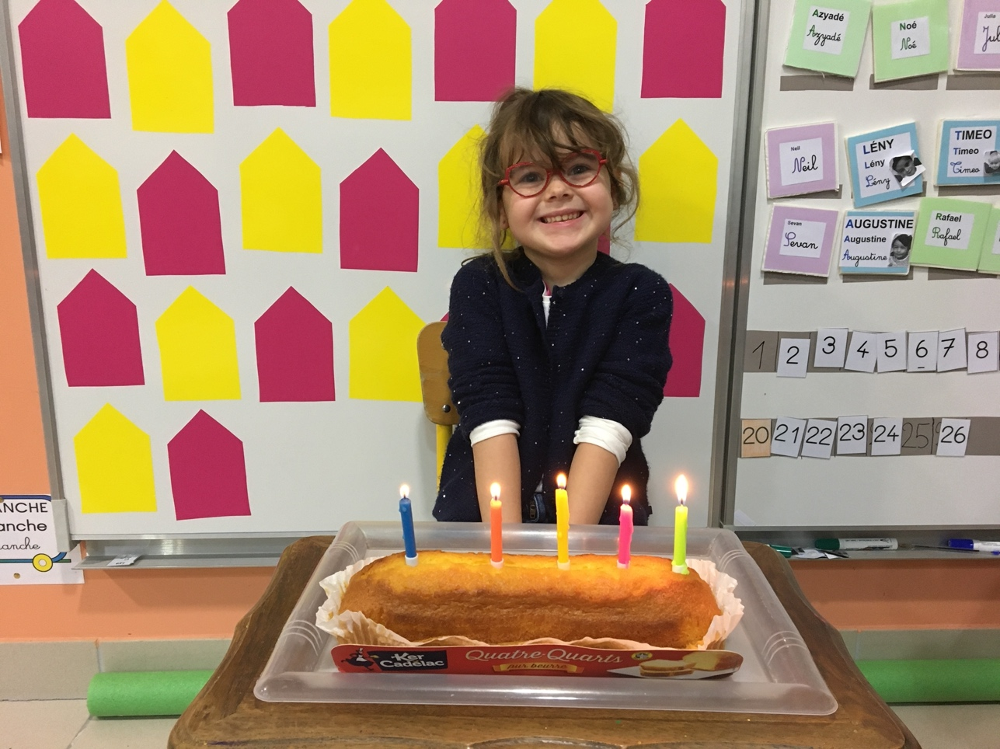 Azyadé
Azyadé
Noé
Noé
Julia
Jul
Neil
Neil
LÉNY
Lény
Lény
TIMEO
Timeo
Timeo
Sevan
Sevan
AUGUSTINE
Augustine
Augustine
Rafael
Rafael
1 2 3 4 5 6 7 8
20 21 22 23 24 25 26
ANCHE
anche
anche
Ker
Cadélac
Quatre-Quarts
pur beurre